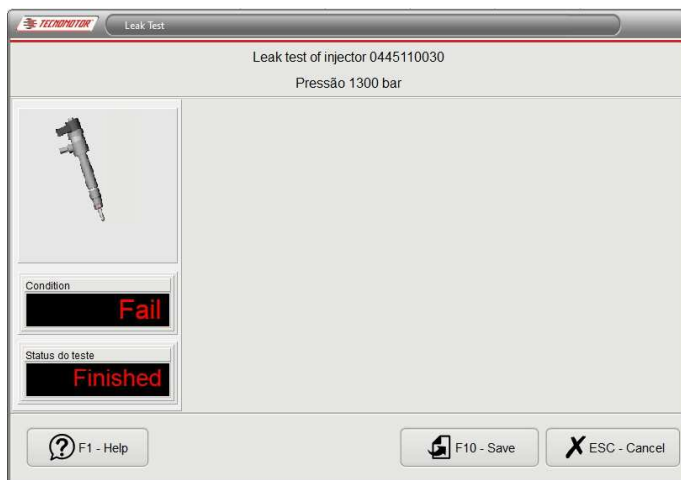 TECNOMOTOR Leak Test
Leak test of injector 0445110030
Pressão 1300 bar
Condition
Fail
Status do teste
Finished
F1 - Help
F10 - Save
ESC - Cancel